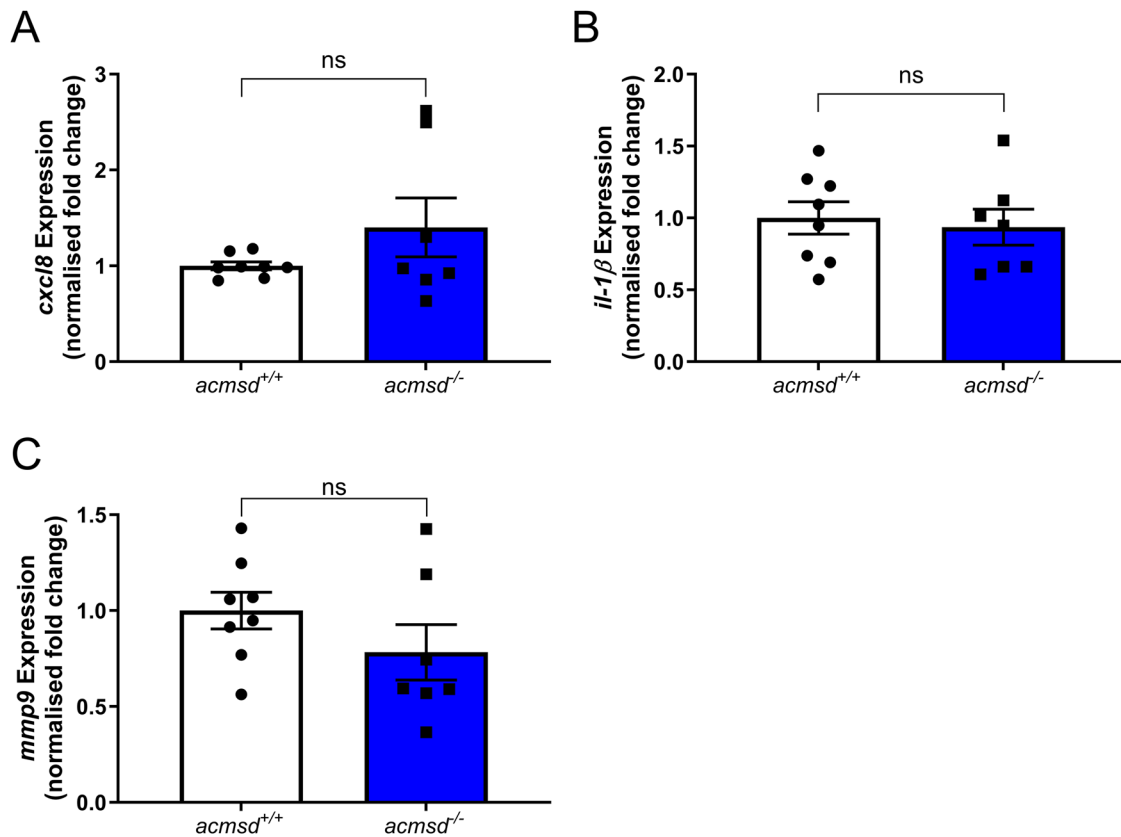 A
ns
cxcl8 Expression
(normalised fold change)
3
2
1
0
acmsd+/+
acmsd-/-
B
ns
il-1β Expression
(normalised fold change)
2.0
1.5
1.0
0.5
0.0
acmsd+/+
acmsd-/-
C
ns
mmp9 Expression
(normalised fold change)
1.5
1.0
0.5
0.0
acmsd+/+
acmsd-/-